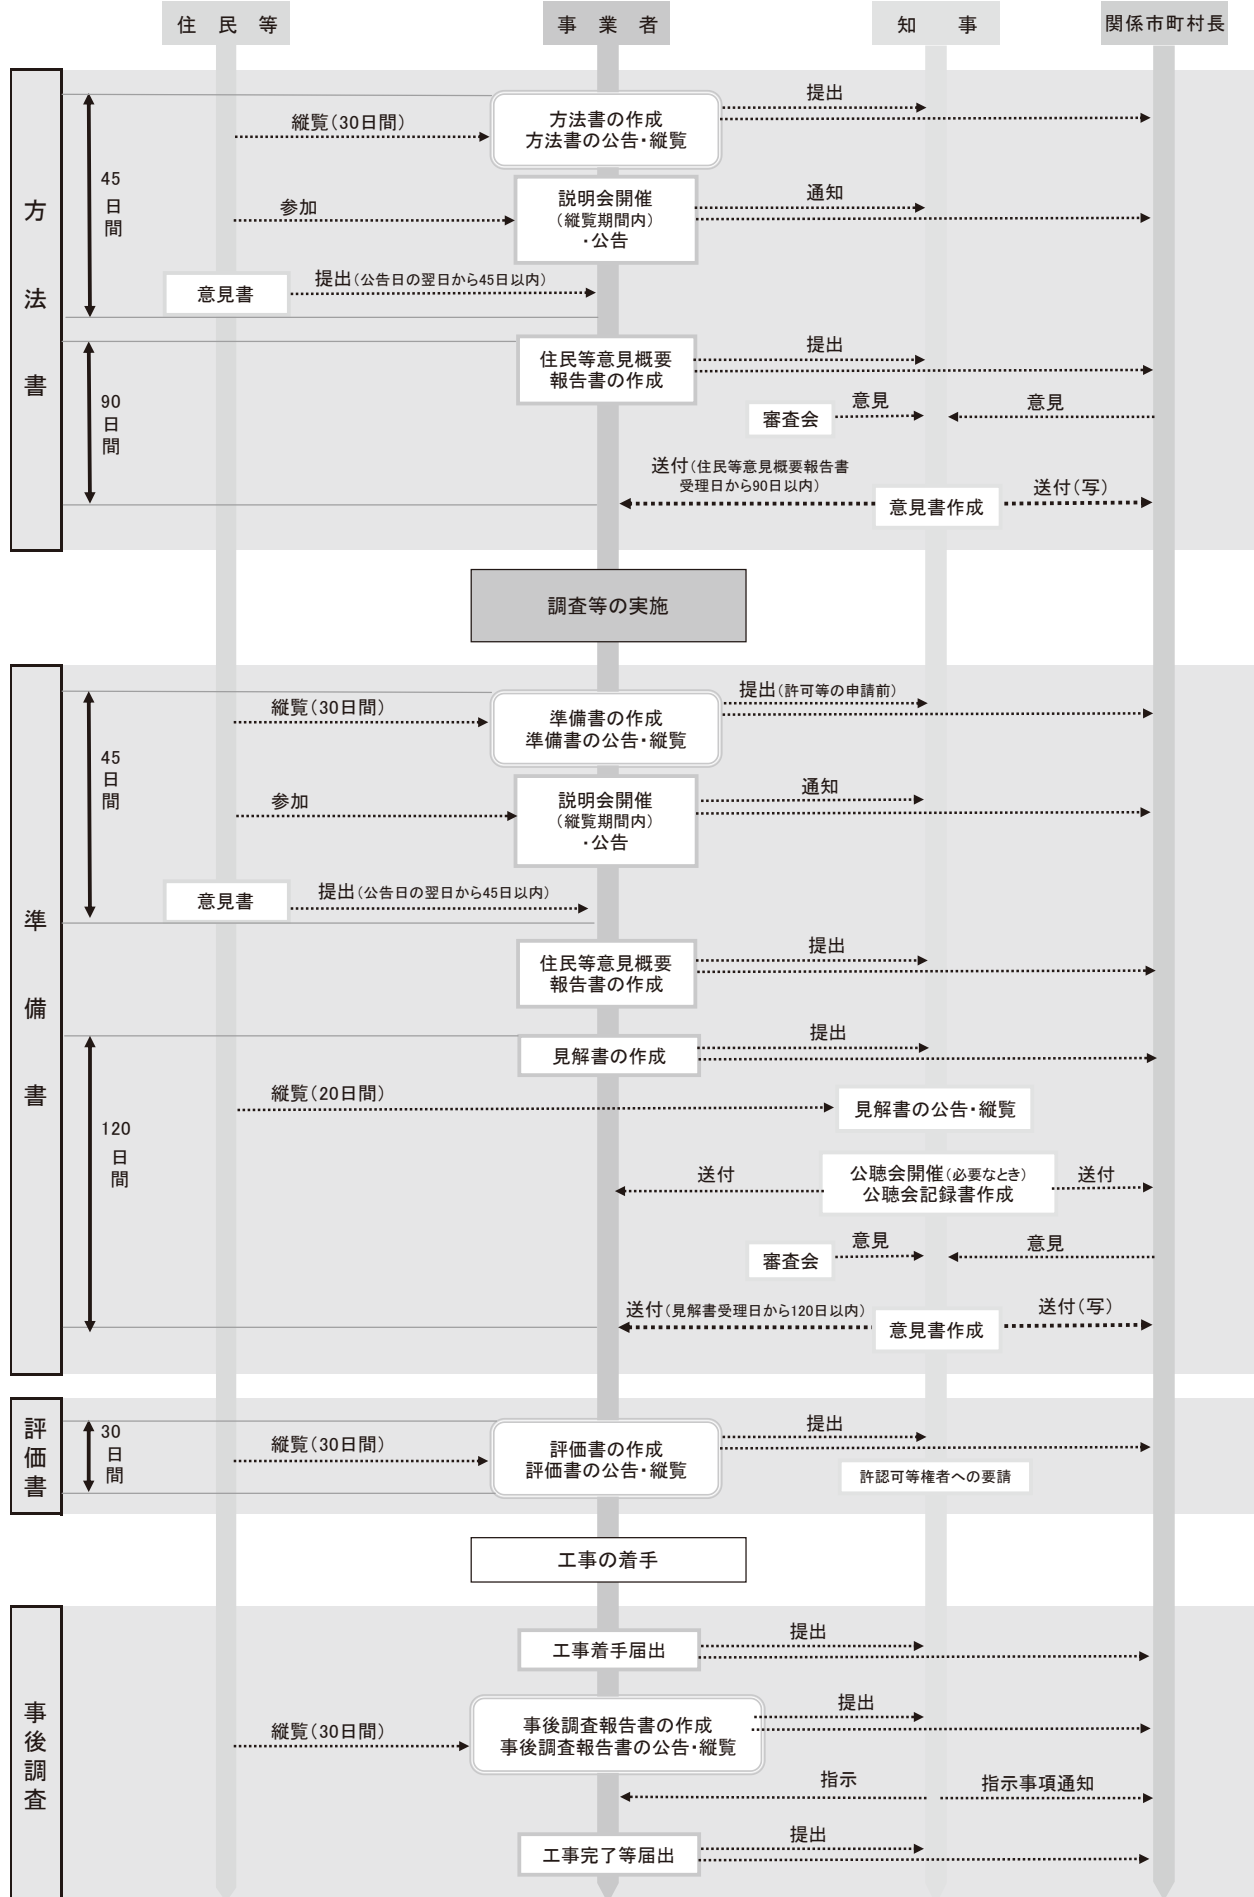 住民等
事業者
知事
関係市町村長
方法書
45日間
縦覧(30日間)
方法書の作成
方法書の公告・縦覧
提出
参加
説明会開催
(縦覧期間内)
・公告
通知
意見書
提出(公告日の翌日から45日以内)
90日間
住民等意見概要
報告書の作成
提出
審査会
意見
意見
送付(住民等意見概要報告書
受理日から90日以内)
意見書作成
送付(写)
調査等の実施
準備書
45日間
縦覧(30日間)
準備書の作成
準備書の公告・縦覧
提出(許可等の申請前)
参加
説明会開催
(縦覧期間内)
・公告
通知
意見書
提出(公告日の翌日から45日以内)
住民等意見概要
報告書の作成
提出
120日間
見解書の作成
提出
縦覧(20日間)
見解書の公告・縦覧
送付
公聴会開催(必要なとき)
公聴会記録書作成
送付
審査会
意見
意見
送付(見解書受理日から120日以内)
意見書作成
送付(写)
評価書
30日間
縦覧(30日間)
評価書の作成
評価書の公告・縦覧
提出
許認可等権者への要請
工事の着手
事後調査
工事着手届出
提出
縦覧(30日間)
事後調査報告書の作成
事後調査報告書の公告・縦覧
提出
指示
指示事項通知
工事完了等届出
提出